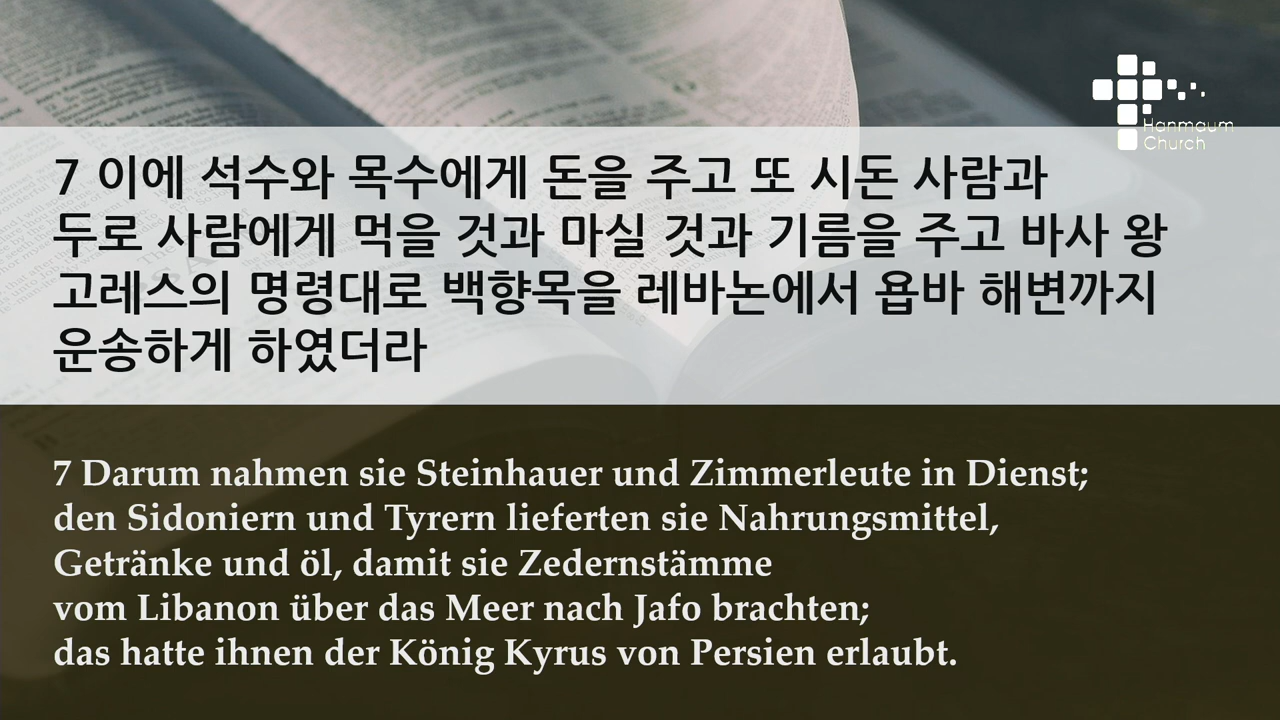 Hanmaum
Church
7 이에 석수와 목수에게 돈을 주고 또 시돈 사람과
두로 사람에게 먹을 것과 마실 것과 기름을 주고 바사 왕
고레스의 명령대로 백향목을 레바논에서 욥바 해변까지
운송하게 하였더라
7 Darum nahmen sie Steinhauer und Zimmerleute in Dienst;
den Sidoniern und Tyrern lieferten sie Nahrungsmittel,
Getränke und öl, damit sie Zedernstämme
vom Libanon über das Meer nach Jafo brachten;
das hatte ihnen der König Kyrus von Persien erlaubt.